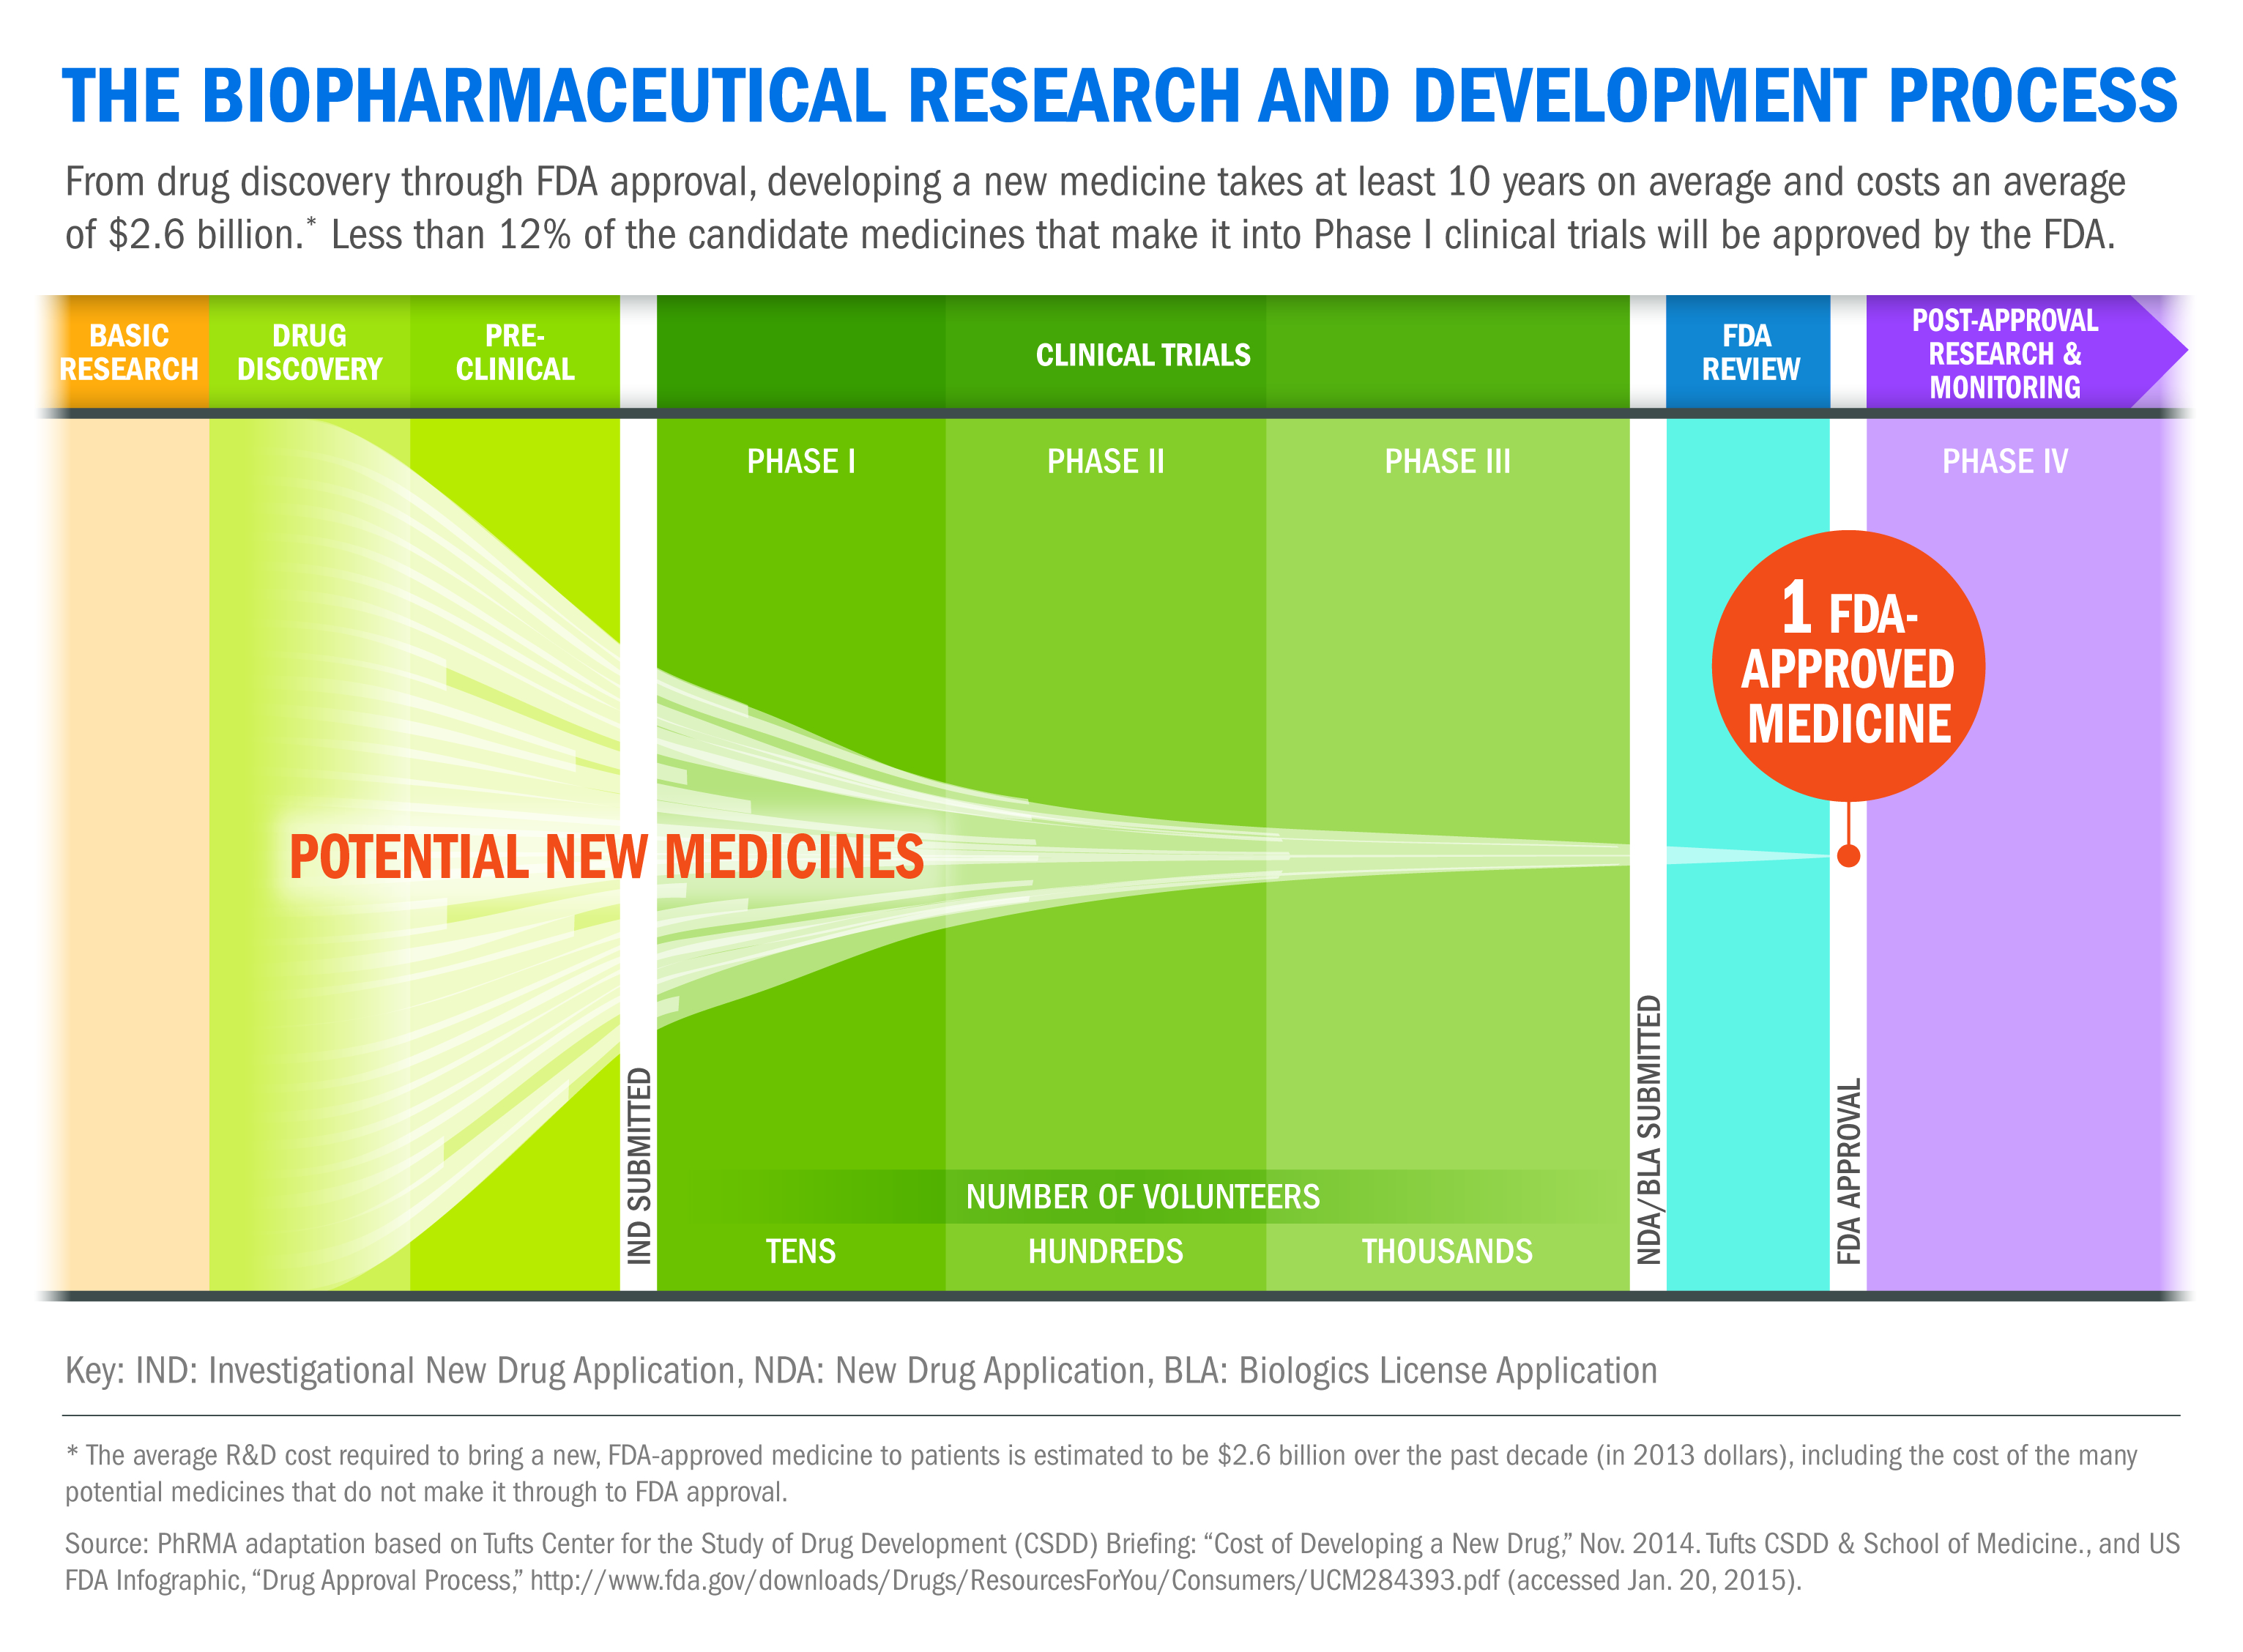 THE BIOPHARMACEUTICAL RESEARCH AND DEVELOPMENT PROCESS
From drug discovery through FDA approval, developing a new medicine takes at least 10 years on average and costs an average
of $2.6 billion.* Less than 12% of the candidate medicines that make it into Phase I clinical trials will be approved by the FDA.
BASIC
RESEARCH
DRUG
DISCOVERY
PRE-
CLINICAL
CLINICAL TRIALS
FDA
REVIEW
POST-APPROVAL
RESEARCH &
MONITORING
PHASE I
PHASE II
PHASE III
PHASE IV
1 FDA-
APPROVED
MEDICINE
POTENTIAL NEW MEDICINES
IND SUBMITTED
NDA/BLA SUBMITTED
FDA APPROVAL
NUMBER OF VOLUNTEERS
TENS
HUNDREDS
THOUSANDS
Key: IND: Investigational New Drug Application, NDA: New Drug Application, BLA: Biologics License Application
* The average R&D cost required to bring a new, FDA-approved medicine to patients is estimated to be $2.6 billion over the past decade (in 2013 dollars), including the cost of the many
potential medicines that do not make it through to FDA approval.
Source: PhRMA adaptation based on Tufts Center for the Study of Drug Development (CSDD) Briefing: “Cost of Developing a New Drug,” Nov. 2014. Tufts CSDD & School of Medicine., and US
FDA Infographic, “Drug Approval Process,” http://www.fda.gov/downloads/Drugs/ResourcesForYou/Consumers/UCM284393.pdf (accessed Jan. 20, 2015).